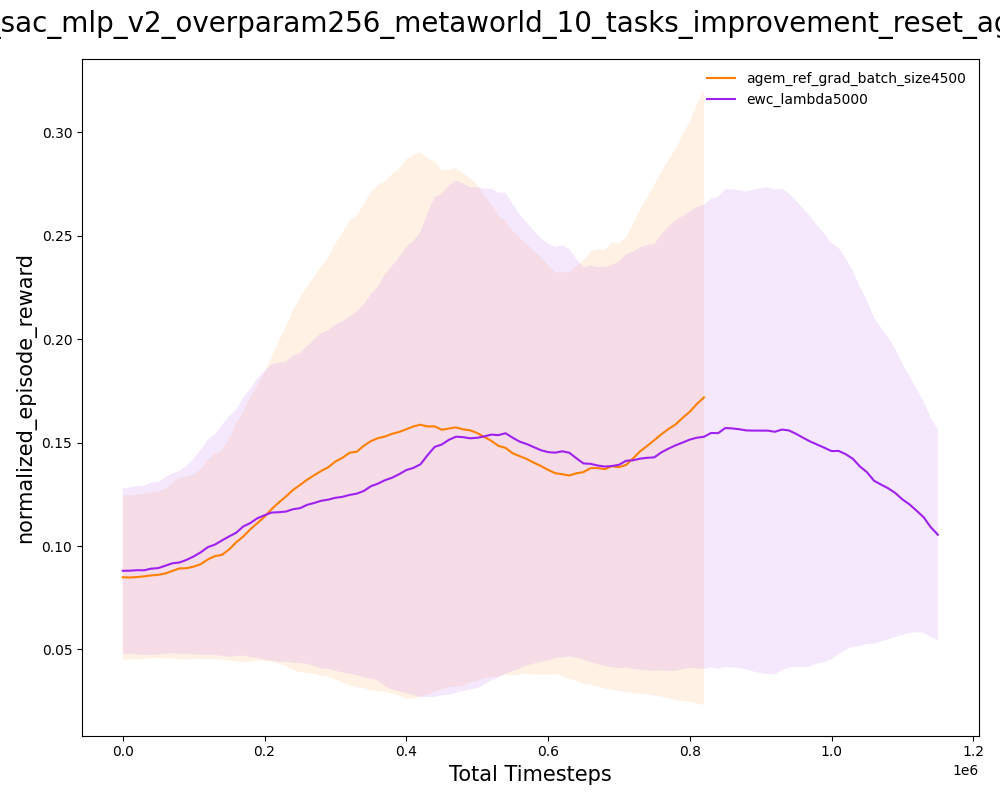 sac_mlp_v2_overparam256_metaworld_10_tasks_improvement_reset_ag
agem_ref_grad_batch_size4500
ewc_lambda5000
normalized_episode_reward
0.30
0.25
0.20
0.15
0.10
0.05
0.0 0.2 0.4 0.6 0.8 1.0 1.2
1e6
Total Timesteps